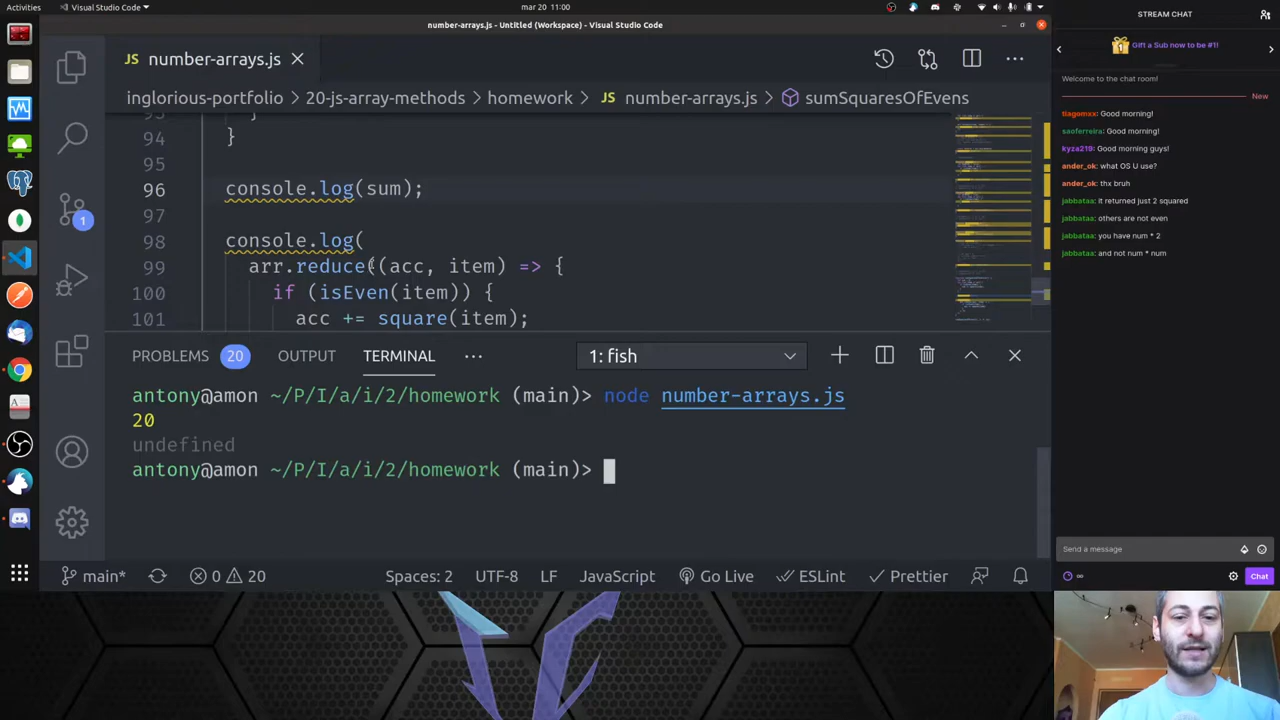 Activities
Visual Studio Code
mar 20 11:00
number-arrays.js - Untitled (Workspace) - Visual Studio Code
JS number-arrays.js
inglorious-portfolio > 20-js-array-methods > homework > JS number-arrays.js > sumSquaresOfEvens
93 }
94 }
95
96 console.log(sum);
97
98 console.log(
99 arr.reduce((acc, item) => {
100 if (isEven(item)) {
101 acc += square(item);
1
PROBLEMS 20 OUTPUT TERMINAL ··· 1: fish
antony@amon ~/P/I/a/i/2/homework (main)> node number-arrays.js
20
undefined
antony@amon ~/P/I/a/i/2/homework (main)>
main* 0 20 Spaces: 2 UTF-8 LF JavaScript Go Live ESLint Prettier
STREAM CHAT
1 Gift a Sub now to be #1!
Welcome to the chat room!
New
tiagomxx: Good morning!
saoferreira: Good morning!
kyza219: Good morning guys!
ander_ok: what OS U use?
ander_ok: thx bruh
jabbataa: it returned just 2 squared
jabbataa: others are not even
jabbataa: you have num * 2
jabbataa: and not num * num
Send a message
∞ Chat